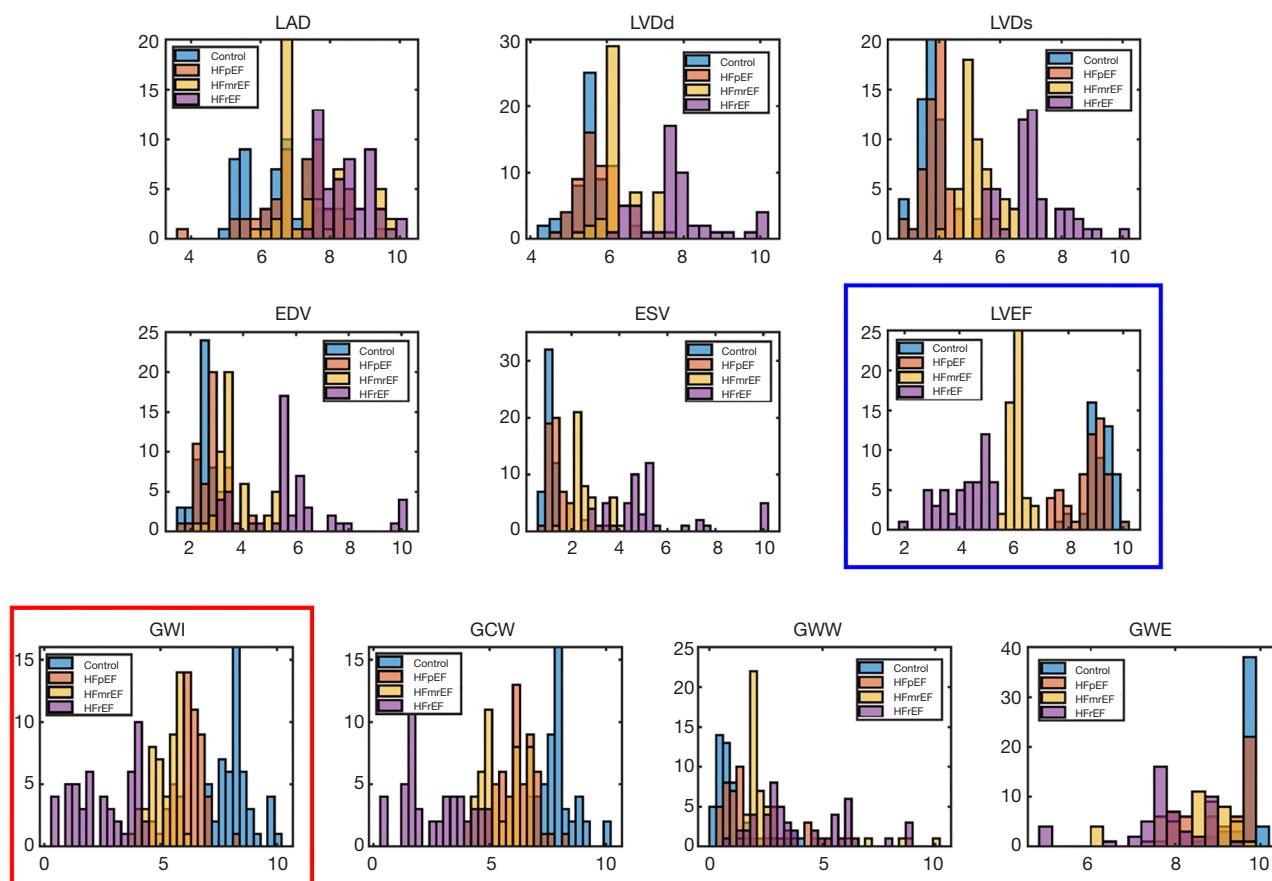 LAD
20
15
10
5
0
4 6 8 10
Control
HFpEF
HFmrEF
HFrEF
LVDd
30
20
10
0
4 6 8 10
Control
HFpEF
HFmrEF
HFrEF
LVDs
20
15
10
5
0
4 6 8 10
Control
HFpEF
HFmrEF
HFrEF
EDV
25
20
15
10
5
0
2 4 6 8 10
Control
HFpEF
HFmrEF
HFrEF
ESV
30
20
10
0
2 4 6 8 10
Control
HFpEF
HFmrEF
HFrEF
LVEF
25
20
15
10
5
0
2 4 6 8 10
Control
HFpEF
HFmrEF
HFrEF
GWI
15
10
5
0
0 5 10
Control
HFpEF
HFmrEF
HFrEF
GCW
15
10
5
0
0 5 10
Control
HFpEF
HFmrEF
HFrEF
GWW
25
20
15
10
5
0
0 5 10
Control
HFpEF
HFmrEF
HFrEF
GWE
40
30
20
10
0
6 8 10
Control
HFpEF
HFmrEF
HFrEF